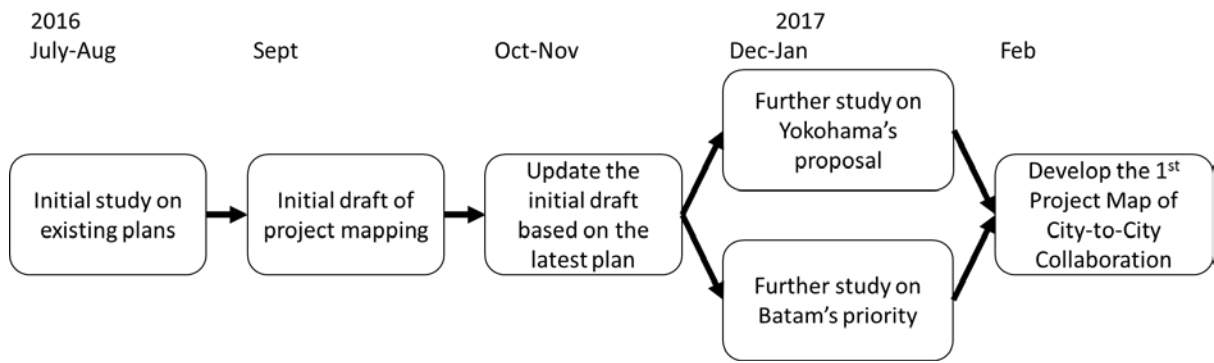 2016
2017
July-Aug
Sept
Oct-Nov
Dec-Jan
Feb
Initial study on
existing plans
Initial draft of
project mapping
Update the
initial draft
based on the
latest plan
Further study on
Yokohama's
proposal
Further study on
Batam's priority
Develop the 1st
Project Map of
City-to-City
Collaboration